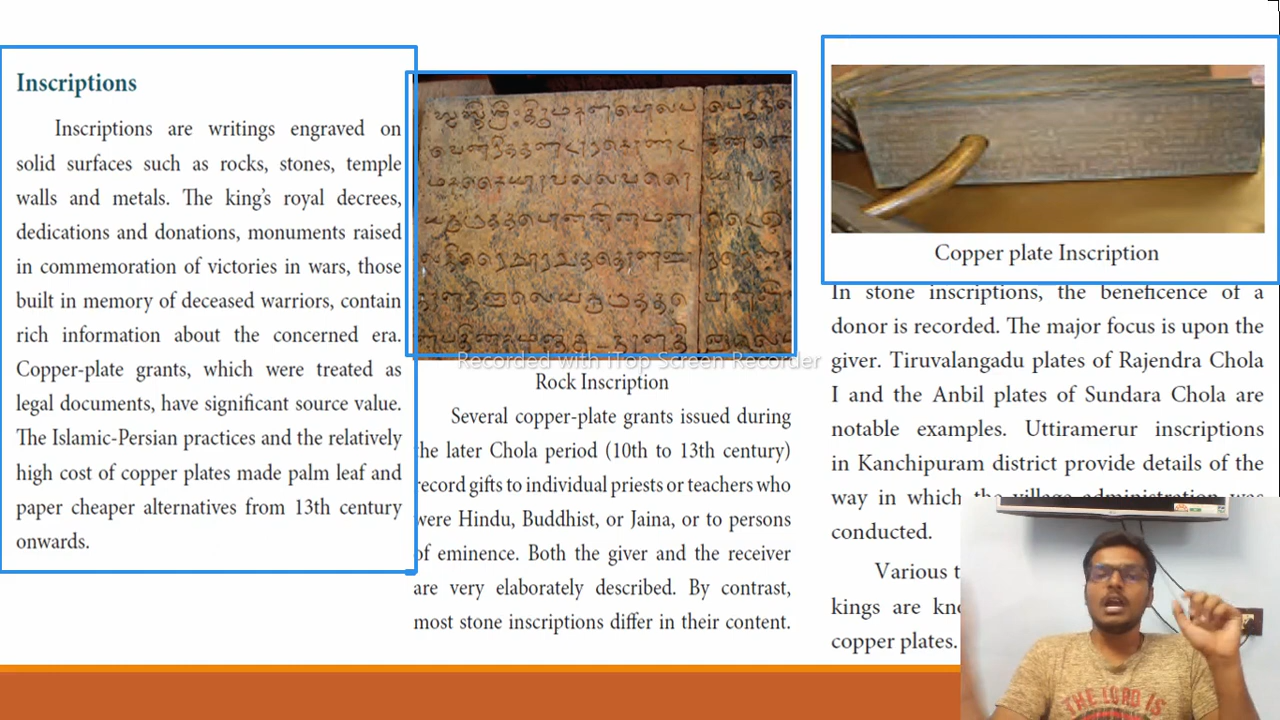 Inscriptions
Inscriptions are writings engraved on
solid surfaces such as rocks, stones, temple
walls and metals. The king's royal decrees,
dedications and donations, monuments raised
in commemoration of victories in wars, those
built in memory of deceased warriors, contain
rich information about the concerned era.
Copper-plate grants, which were treated as
legal documents, have significant source value.
The Islamic-Persian practices and the relatively
high cost of copper plates made palm leaf and
paper cheaper alternatives from 13th century
onwards.
Recorded with iTop Screen Recorder
Rock Inscription
Several copper-plate grants issued during
the later Chola period (10th to 13th century)
record gifts to individual priests or teachers who
were Hindu, Buddhist, or Jaina, or to persons
of eminence. Both the giver and the receiver
are very elaborately described. By contrast,
most stone inscriptions differ in their content.
Copper plate Inscription
In stone inscriptions, the beneficence of a
donor is recorded. The major focus is upon the
giver. Tiruvalangadu plates of Rajendra Chola
I and the Anbil plates of Sundara Chola are
notable examples. Uttiramerur inscriptions
in Kanchipuram district provide details of the
way in which the village administration was
conducted.
Various
kings are
copper plates.
THE LORD IS